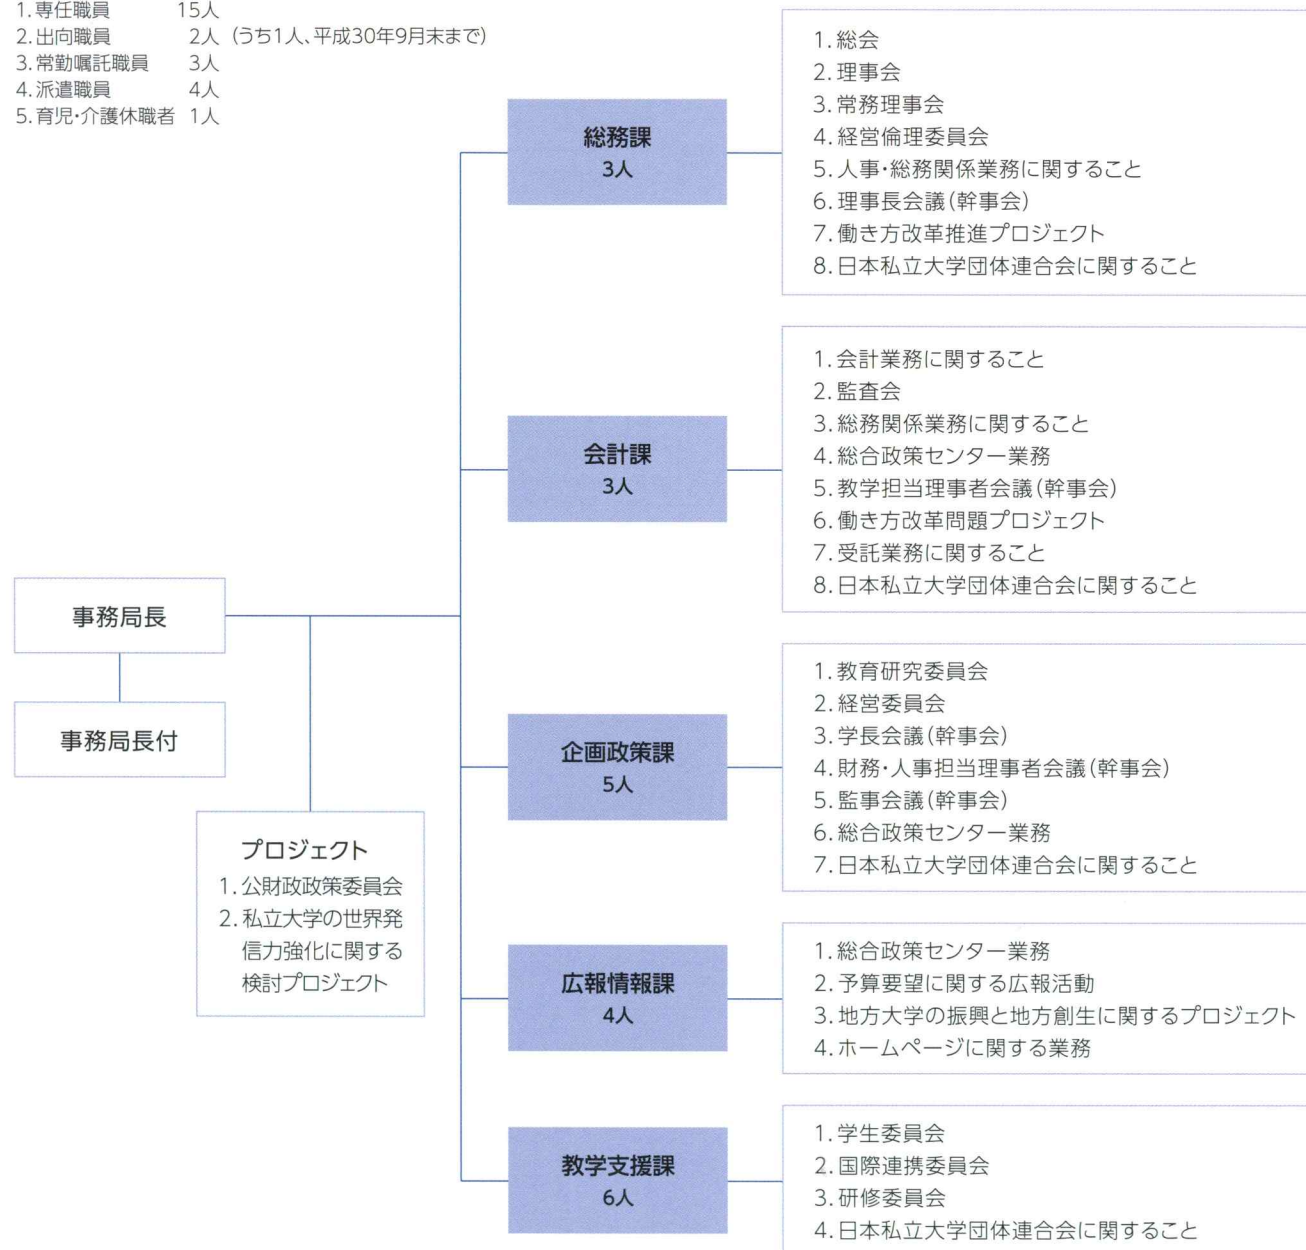 1.専任職員 15人
2.出向職員 2人 (うち1人、平成30年9月末まで)
3.常勤嘱託職員 3人
4.派遣職員 4人
5.育児・介護休職者 1人
事務局長
事務局長付
プロジェクト
1.公財政政策委員会
2.私立大学の世界発
信力強化に関する
検討プロジェクト
総務課
3人
1.総会
2.理事会
3.常務理事会
4.経営倫理委員会
5.人事・総務関係業務に関すること
6.理事長会議(幹事会)
7.働き方改革推進プロジェクト
8.日本私立大学団体連合会に関すること
会計課
3人
1.会計業務に関すること
2.監査会
3.総務関係業務に関すること
4.総合政策センター業務
5.教学担当理事者会議(幹事会)
6.働き方改革問題プロジェクト
7.受託業務に関すること
8.日本私立大学団体連合会に関すること
企画政策課
5人
1.教育研究委員会
2.経営委員会
3.学長会議(幹事会)
4.財務・人事担当理事者会議(幹事会)
5.監事会議(幹事会)
6.総合政策センター業務
7.日本私立大学団体連合会に関すること
広報情報課
4人
1.総合政策センター業務
2.予算要望に関する広報活動
3.地方大学の振興と地方創生に関するプロジェクト
4.ホームページに関する業務
教学支援課
6人
1.学生委員会
2.国際連携委員会
3.研修委員会
4.日本私立大学団体連合会に関すること